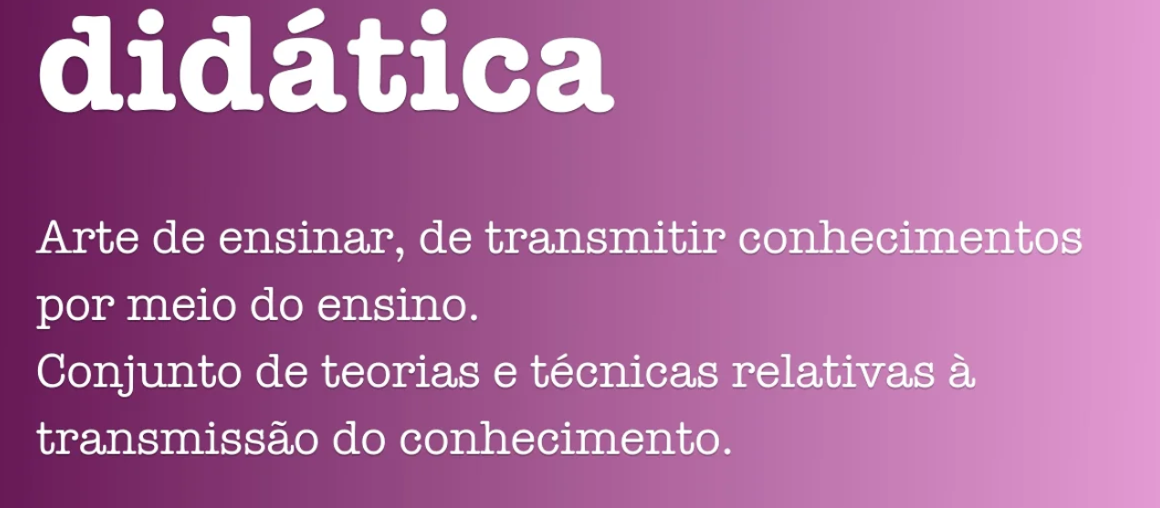 didática
Arte de ensinar, de transmitir conhecimentos
por meio do ensino.
Conjunto de teorias e técnicas relativas à
transmissão do conhecimento.